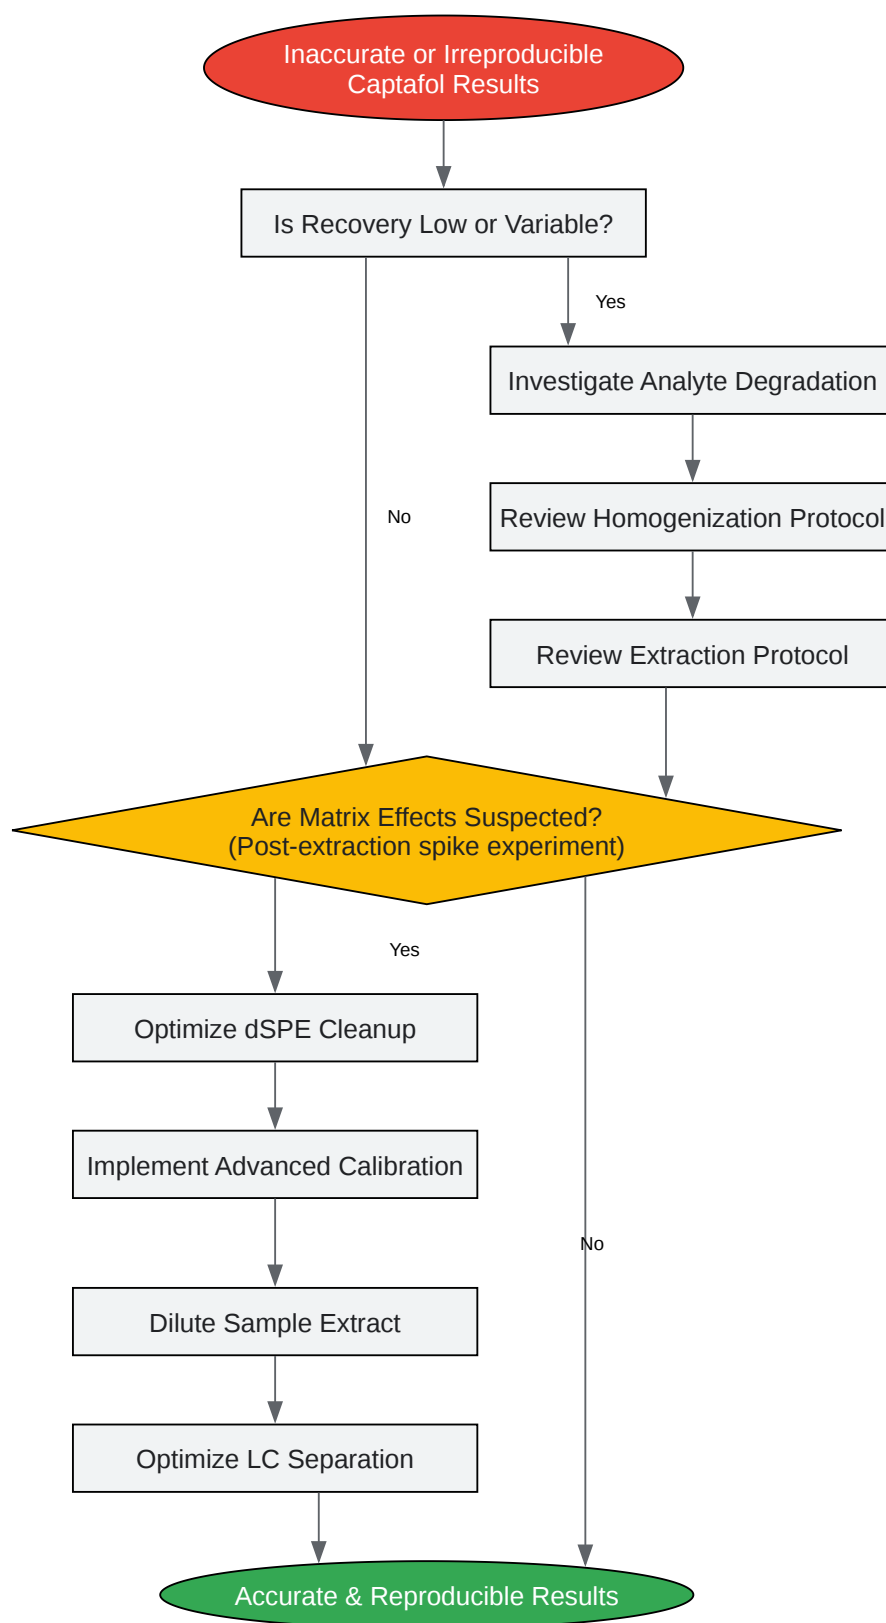 Inaccurate or Irreproducible
Captafol Results
Is Recovery Low or Variable?
Yes
Investigate Analyte Degradation
No
Review Homogenization Protocol
Review Extraction Protocol
Are Matrix Effects Suspected?
(Post-extraction spike experiment)
Yes
Optimize dSPE Cleanup
Implement Advanced Calibration
No
Dilute Sample Extract
Optimize LC Separation
Accurate & Reproducible Results